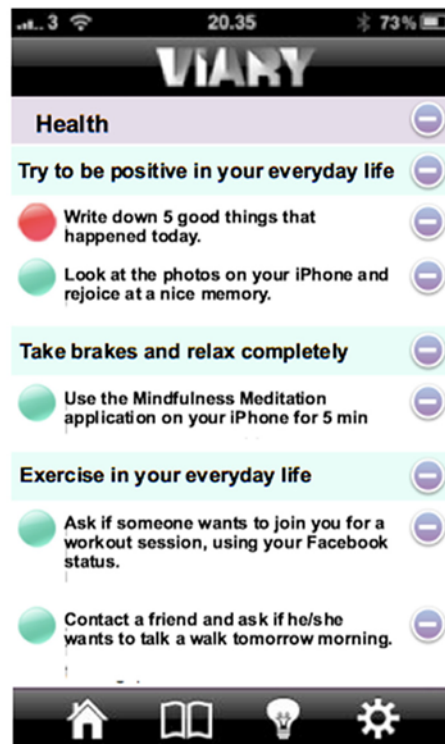 3 20.35 73%
VIARY
Health
Try to be positive in your everyday life
Write down 5 good things that
happened today.
Look at the photos on your iPhone and
rejoice at a nice memory.
Take brakes and relax completely
Use the Mindfulness Meditation
application on your iPhone for 5 min
Exercise in your everyday life
Ask if someone wants to join you for a
workout session, using your Facebook
status.
Contact a friend and ask if he/she
wants to talk a walk tomorrow morning.